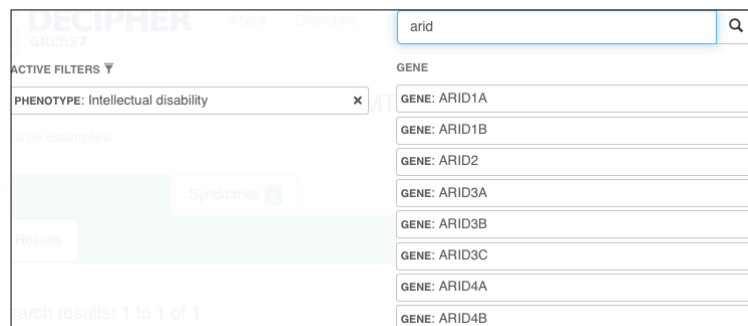 DECIPHER
GRCh37
About
Disorders
arid
ACTIVE FILTERS
GENE
PHENOTYPE: Intellectual disability ×
GENE: ARID1A
GENE: ARID1B
arch examples
GENE: ARID2
GENE: ARID3A
Syndromes
GENE: ARID3B
Results
GENE: ARID3C
GENE: ARID4A
earch results: 1 to 1 of 1
GENE: ARID4B